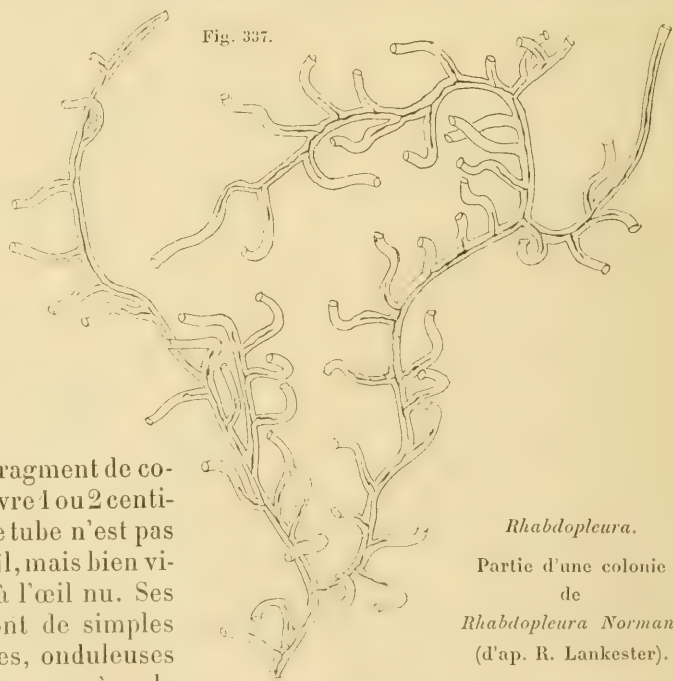 Fig. 337.
ragment de co-
vre 1 ou 2 centi-
e tube n'est pas
il, mais bien vi-
à l'œil nu. Ses
nt de simples
es, onduleuses
Rhabdopleura.
Partie d'une colonie
de
Rhabdopleura Norman
(d'ap. R. Lankester).